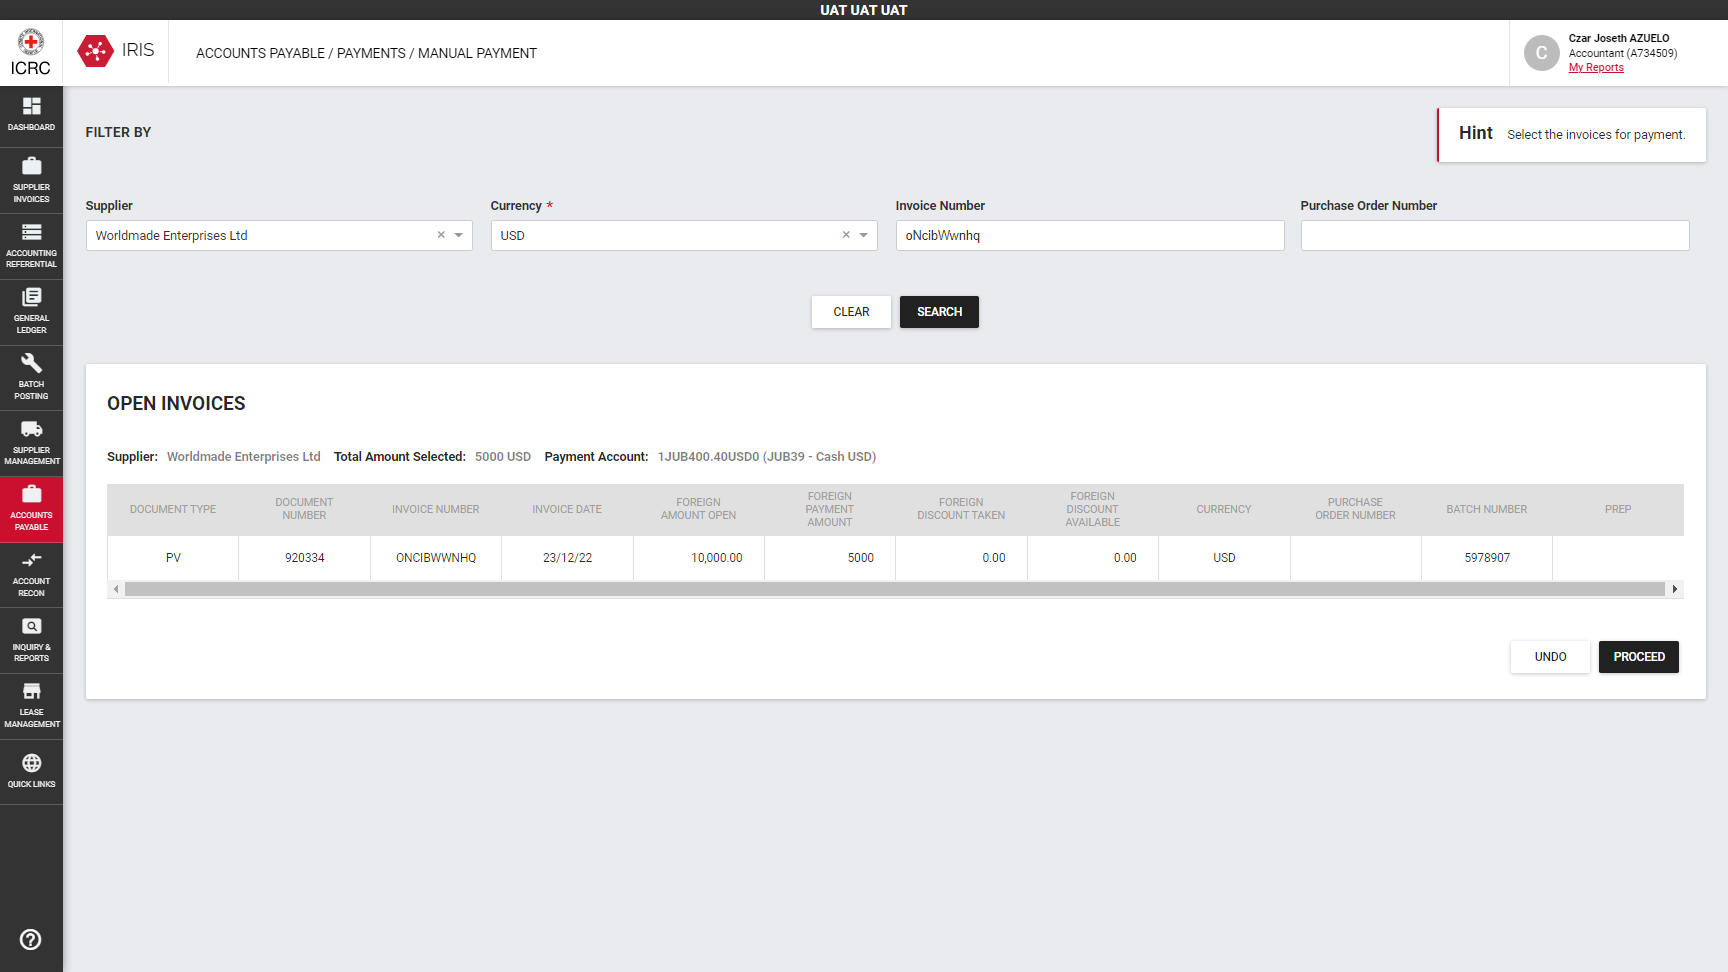 UAT UAT UAT
ICRC
IRIS
ACCOUNTS PAYABLE / PAYMENTS / MANUAL PAYMENT
C
Czar Joseth AZUELO
Accountant (A734509)
My Reports
DASHBOARD
SUPPLIER
INVOICES
ACCOUNTING
REFERENTIAL
GENERAL
LEDGER
BATCH
POSTING
SUPPLIER
MANAGEMENT
ACCOUNTS
PAYABLE
ACCOUNT
RECON
INQUIRY &
REPORTS
LEASE
MANAGEMENT
QUICK LINKS
FILTER BY
Hint Select the invoices for payment.
Supplier
Currency *
Invoice Number
Purchase Order Number
Worldmade Enterprises Ltd
USD
oNcibWwnhq
CLEAR
SEARCH
OPEN INVOICES
Supplier: Worldmade Enterprises Ltd Total Amount Selected: 5000 USD Payment Account: 1JUB400.40USD0 (JUB39 - Cash USD)
DOCUMENT TYPE
DOCUMENT
NUMBER
INVOICE NUMBER
INVOICE DATE
FOREIGN
AMOUNT OPEN
FOREIGN
PAYMENT
AMOUNT
FOREIGN
DISCOUNT TAKEN
FOREIGN
DISCOUNT
AVAILABLE
CURRENCY
PURCHASE
ORDER NUMBER
BATCH NUMBER
PREP
PV 920334 ONCIBWWNHQ 23/12/22 10,000.00 5000 0.00 0.00 USD 5978907
UNDO
PROCEED